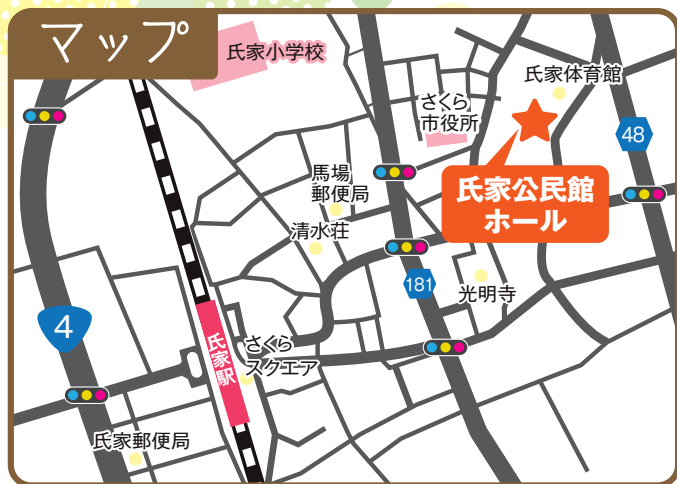 マップ
氏家小学校
氏家体育館
さくら
市役所
48
氏家公民館
ホール
馬場
郵便局
清水荘
181
光明寺
4
氏家駅
さくら
スクエア
氏家郵便局